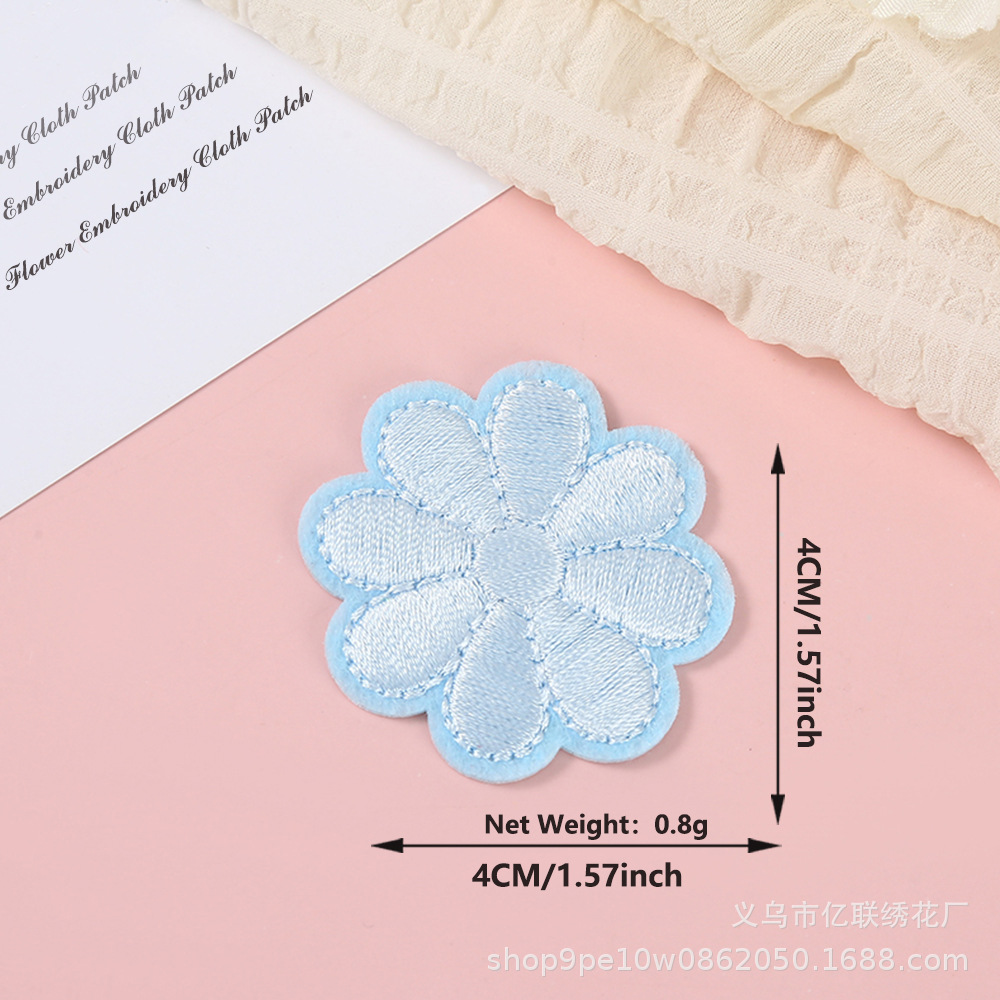 ry Cloth Patch
Embroidery Cloth Patch
Flower Embroidery Cloth Patch
4CM/1.57inch
Net Weight: 0.8g
4CM/1.57inch
义乌市亿联绣花厂
shop9pe10w0862050.1688.com